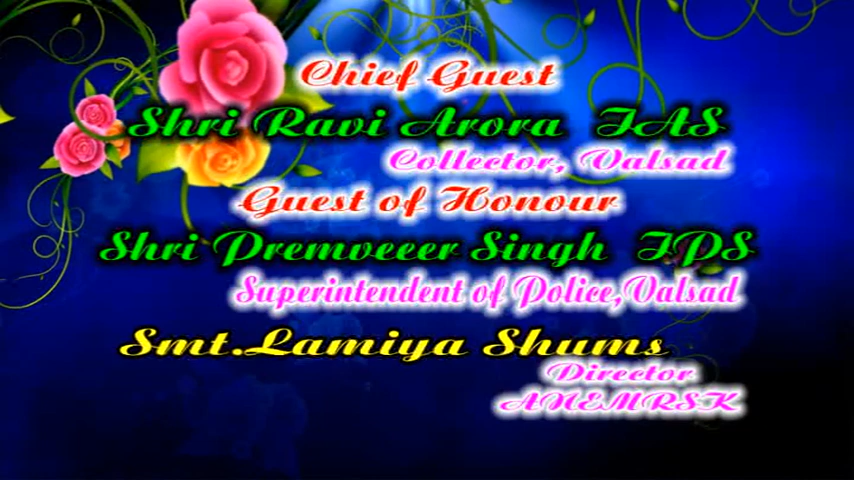 Chief Guest
Shri Ravi Arora IAS
Collector, Valsad
Guest of Honour
Shri Premveeer Singh IPS
Superintendent of Police,Valsad
Smt.Lamiya Shums
Director
ANEMRSK